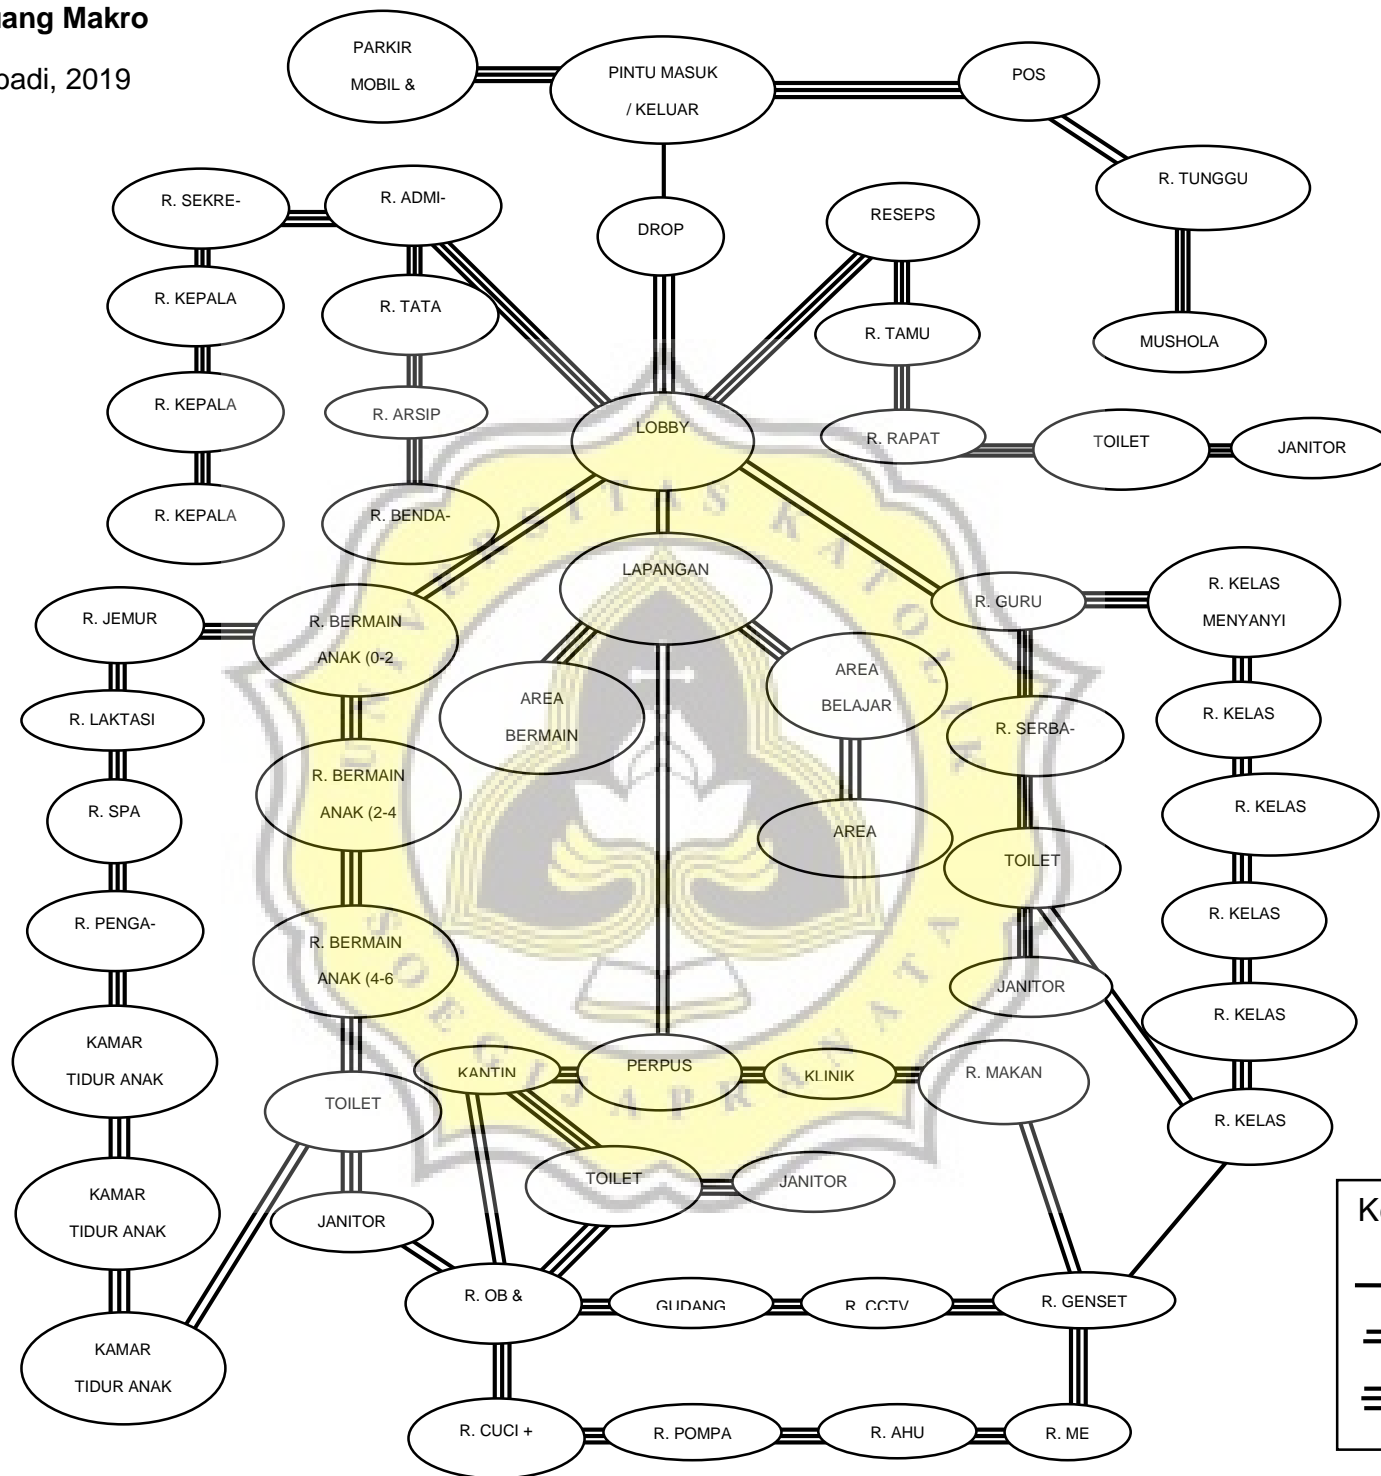 uang Makro
badi, 2019
PARKIR
MOBIL &
PINTU MASUK
/ KELUAR
POS
R. TUNGGU
R. SEKRE-
R. ADMI-
DROP
RESEPS
R. KEPALA
R. TATA
R. TAMU
MUSHOLA
R. KEPALA
R. ARSIP
LOBBY
R. RAPAT
TOILET
JANITOR
R. KEPALA
R. BENDA-
LAPANGAN
R. JEMUR
R. BERMAIN
ANAK (0-2
R. GURU
R. KELAS
MENYANYI
R. LAKTASI
AREA
BERMAIN
AREA
BELAJAR
R. SERBA-
R. KELAS
R. SPA
R. BERMAIN
ANAK (2-4
AREA
TOILET
R. KELAS
R. PENGA-
R. BERMAIN
ANAK (4-6
JANITOR
R. KELAS
R. KELAS
KAMAR
TIDUR ANAK
TOILET
KANTIN
PERPUS
KLINIK
R. MAKAN
R. KELAS
KAMAR
TIDUR ANAK
JANITOR
TOILET
JANITOR
R. OB &
GUDANG
R. CCTV
R. GENSET
KAMAR
TIDUR ANAK
R. CUCI +
R. POMPA
R. AHU
R. ME
UNIVERSITAS KATOLIK
SOEGIJAPRANATA